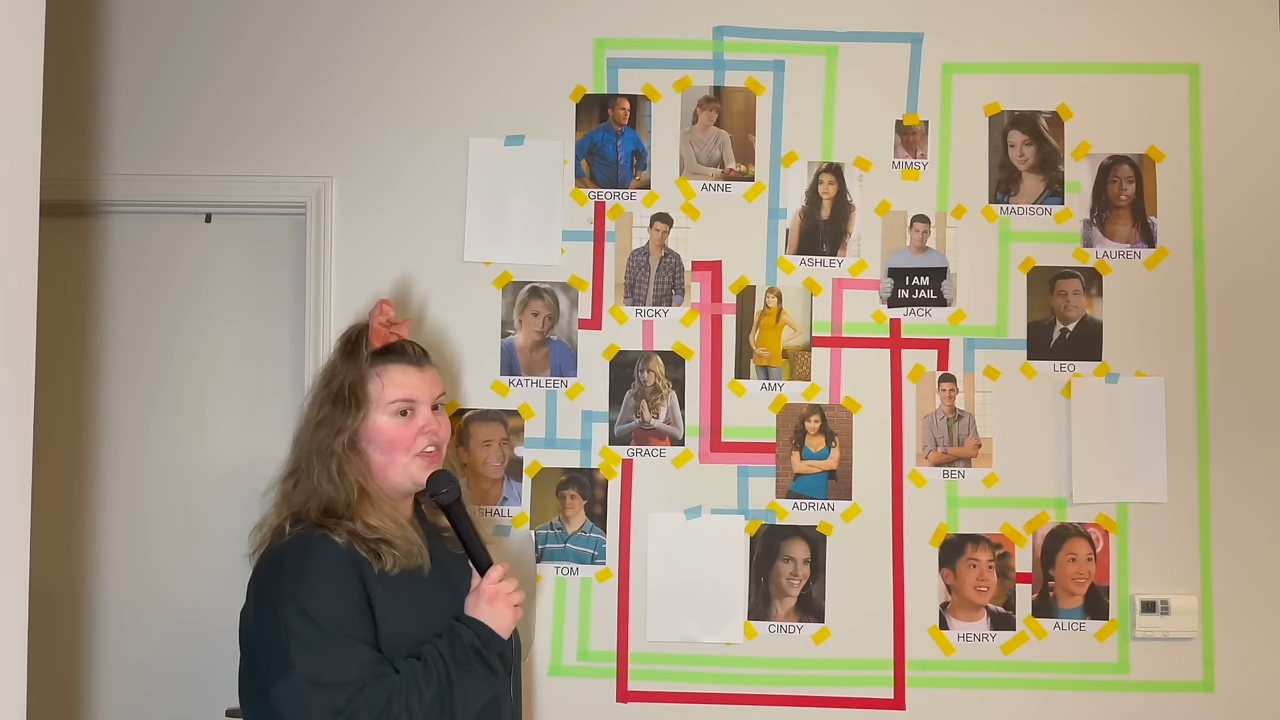 GEORGE
ANNE
MIMSY
MADISON
LAUREN
ASHLEY
RICKY
I AM
IN JAIL
JACK
KATHLEEN
AMY
LEO
GRACE
BEN
ADRIAN
SHALL
TOM
CINDY
HENRY
ALICE